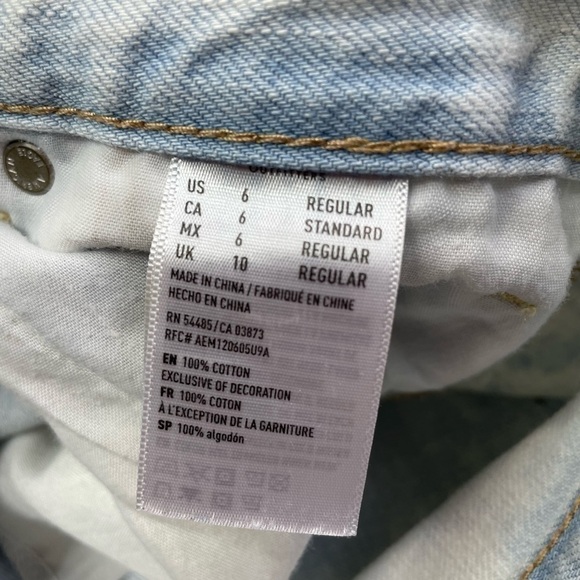 OUTFITTERS
US 6 REGULAR
CA 6 STANDARD
MX 6 REGULAR
UK 10 REGULAR
MADE IN CHINA / FABRIQUÉ EN CHINE
HECHO EN CHINA
RN 54485/CA 03873
RFC# AEM120605U9A
EN 100% COTTON
EXCLUSIVE OF DECORATION
FR 100% COTON
À L'EXCEPTION DE LA GARNITURE
SP 100% algodón